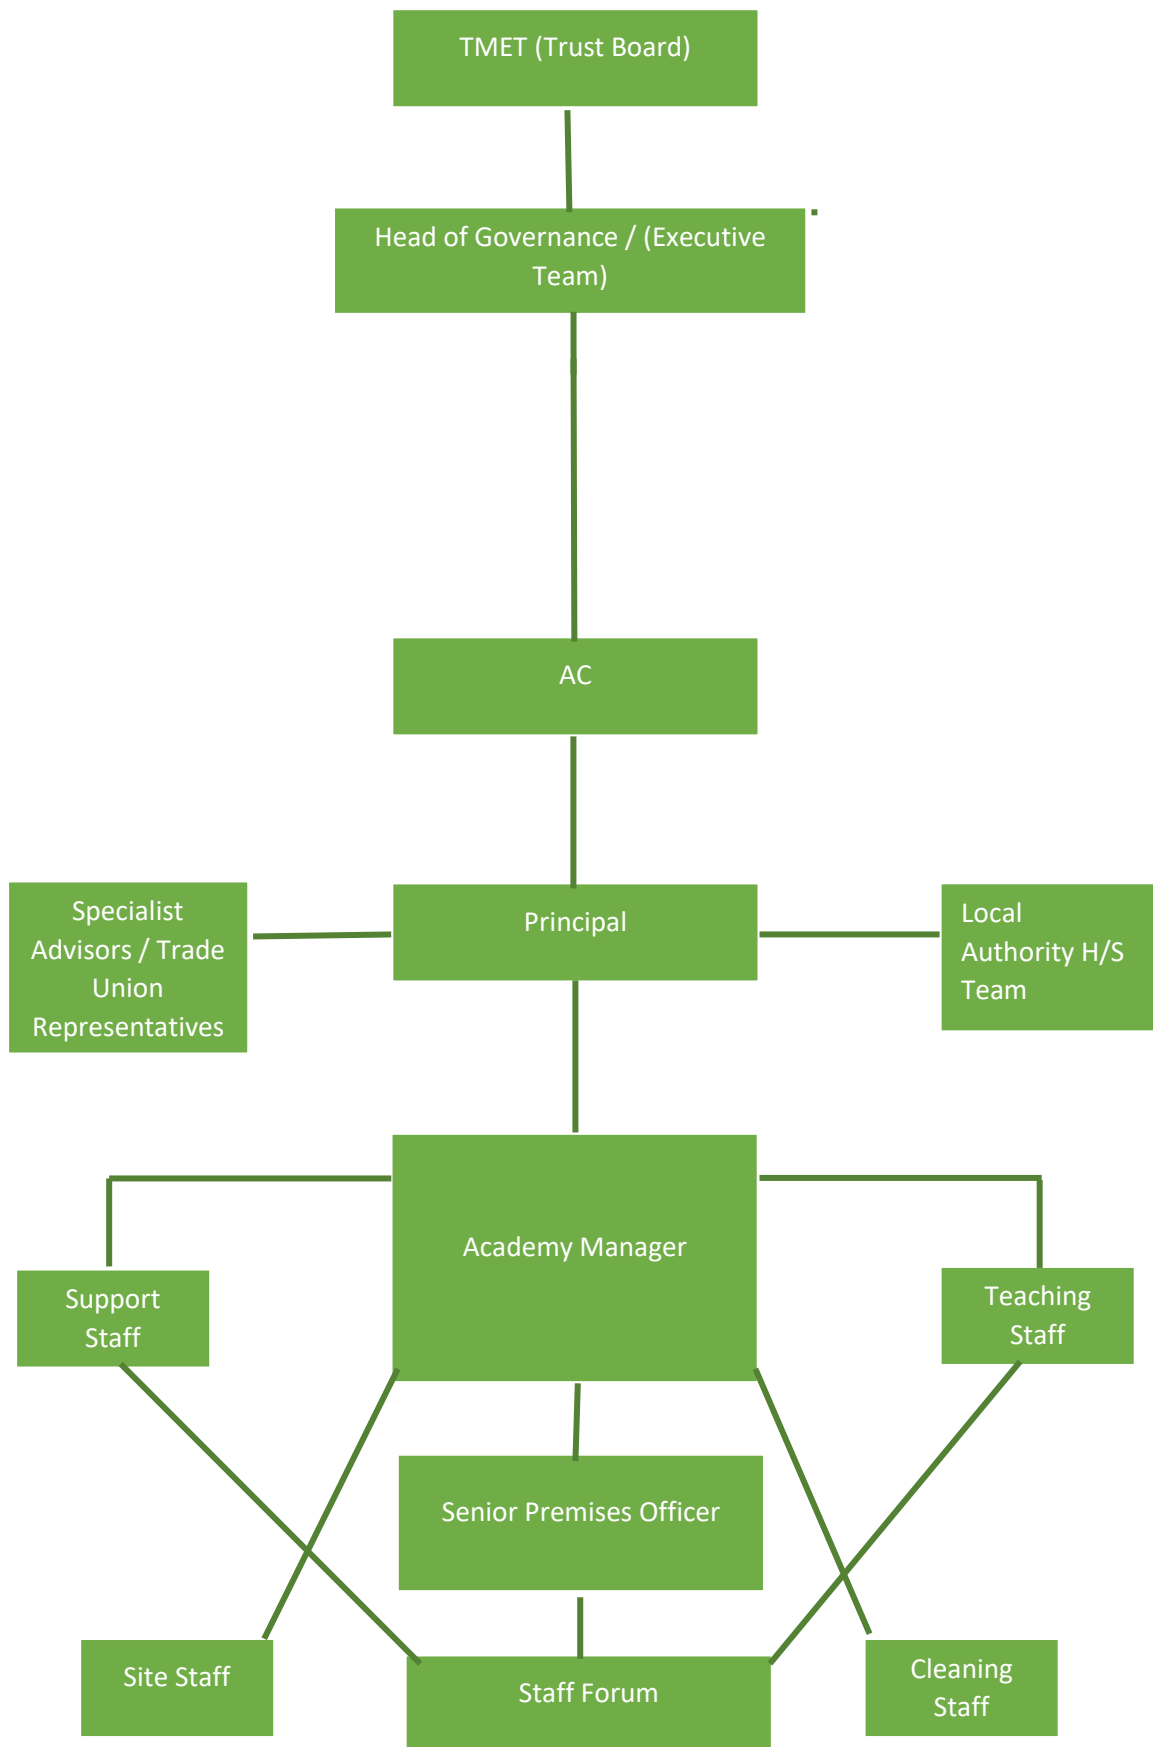 TMET (Trust Board)
Head of Governance / (Executive
Team)
AC
Specialist
Advisors / Trade
Union
Representatives
Principal
Local
Authority H/S
Team
Academy Manager
Support
Staff
Teaching
Staff
Senior Premises Officer
Site Staff
Staff Forum
Cleaning
Staff